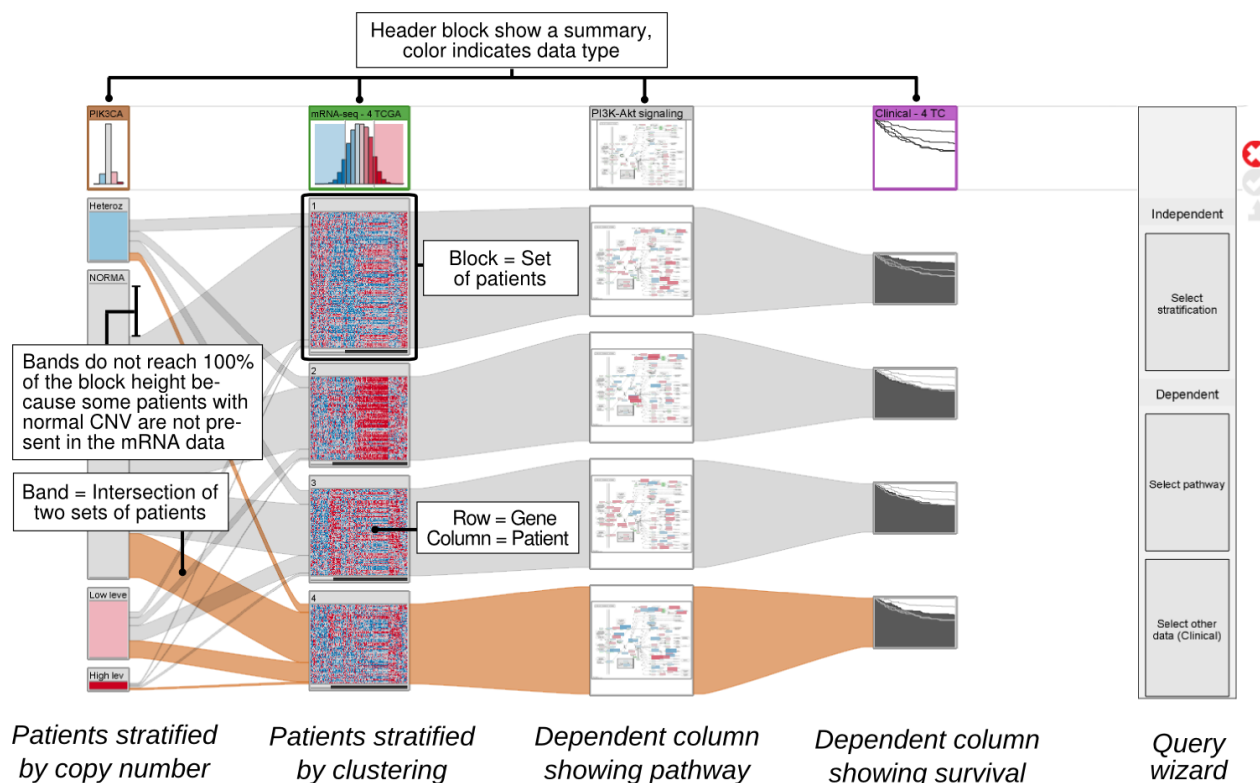 Header block show a summary,
color indicates data type
PIK3CA
mRNA-seq - 4 TCGA
PI3K-Akt signaling
Clinical - 4 TC
Heteroz
NORMA
Low leve
High lev
1
2
3
4
Block = Set
of patients
Bands do not reach 100%
of the block height be-
cause some patients with
normal CNV are not pre-
sent in the mRNA data
Band = Intersection of
two sets of patients
Row = Gene
Column = Patient
Independent
Select
stratification
Dependent
Select pathway
Select other
data (Clinical)
Patients stratified
by copy number
Patients stratified
by clustering
Dependent column
showing pathway
Dependent column
showing survival
Query
wizard